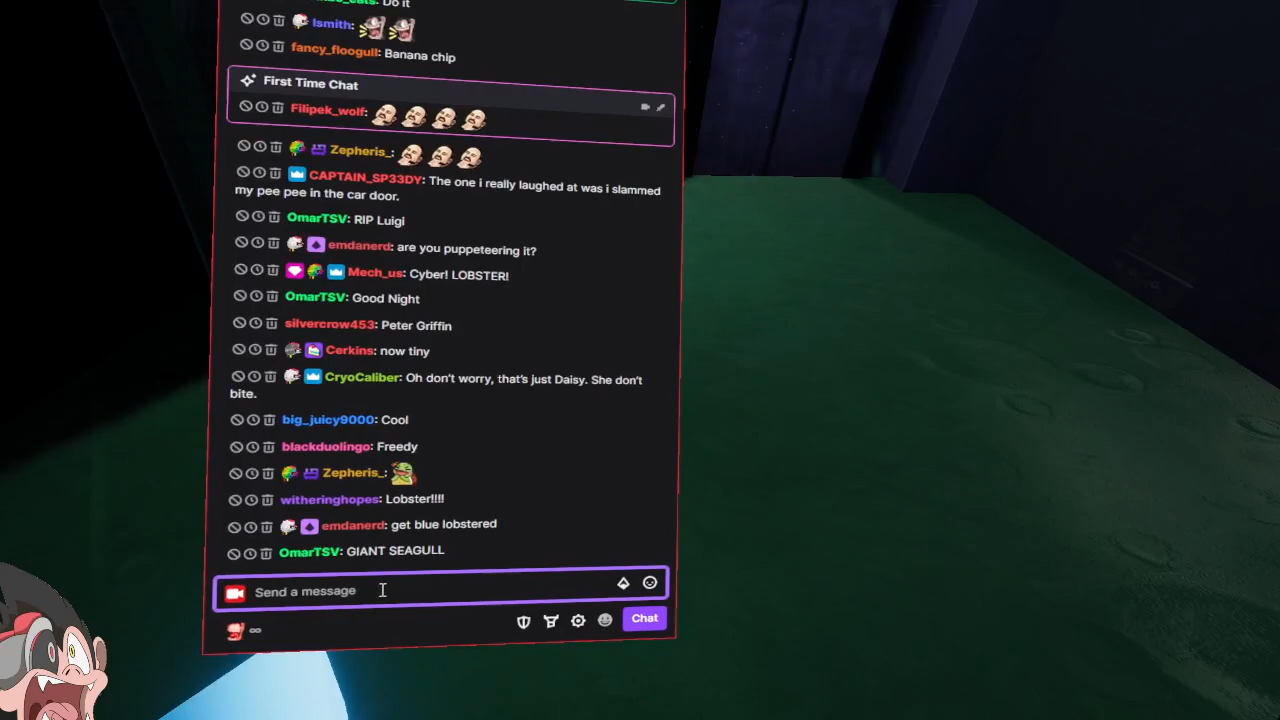 Do it
lsmith:
fancy_floogull: Banana chip
First Time Chat
Filipek_wolf:
Zepheris_:
CAPTAIN_SP33DY: The one i really laughed at was i slammed
my pee pee in the car door.
OmarTSV: RIP Luigi
emdanerd: are you puppeteering it?
Mech_us: Cyber! LOBSTER!
OmarTSV: Good Night
silvercrow453: Peter Griffin
Cerkins: now tiny
CryoCaliber: Oh don't worry, that's just Daisy. She don't
bite.
big_juicy9000: Cool
blackduolingo: Freedy
Zepheris_:
witheringhopes: Lobster!!!!
emdanerd: get blue lobstered
OmarTSV: GIANT SEAGULL
Send a message
Chat